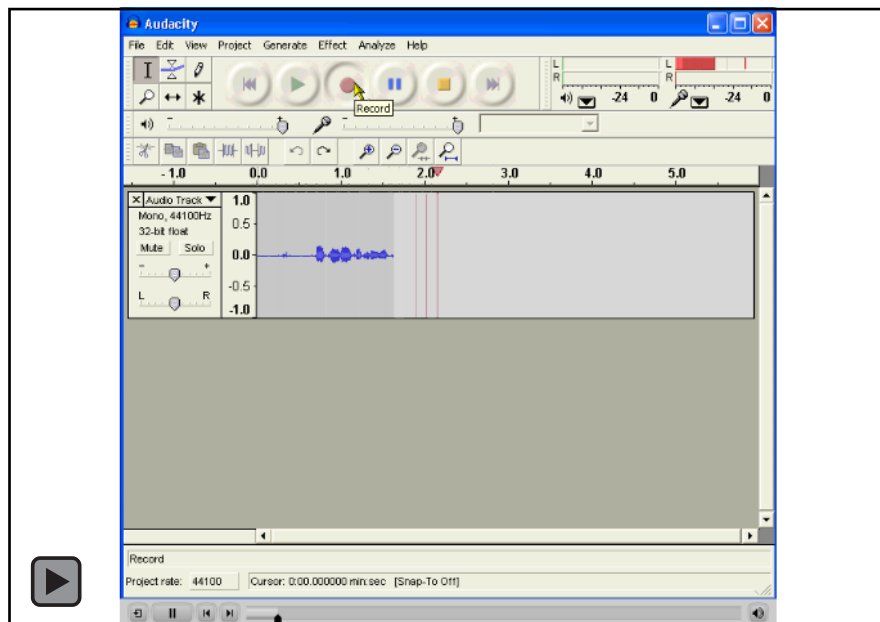 Audacity
File Edit View Project Generate Effect Analyze Help
L
R
-24 0
L
R
-24 0
Record
- 1.0 0.0 1.0 2.0 3.0 4.0 5.0
X Audio Track
Mono, 44100Hz
32-bit float
Mute Solo
- +
L R
1.0
0.5
0.0
-0.5
-1.0
Record
Project rate: 44100 Cursor: 0:00.000000 min:sec [Snap-To Off]